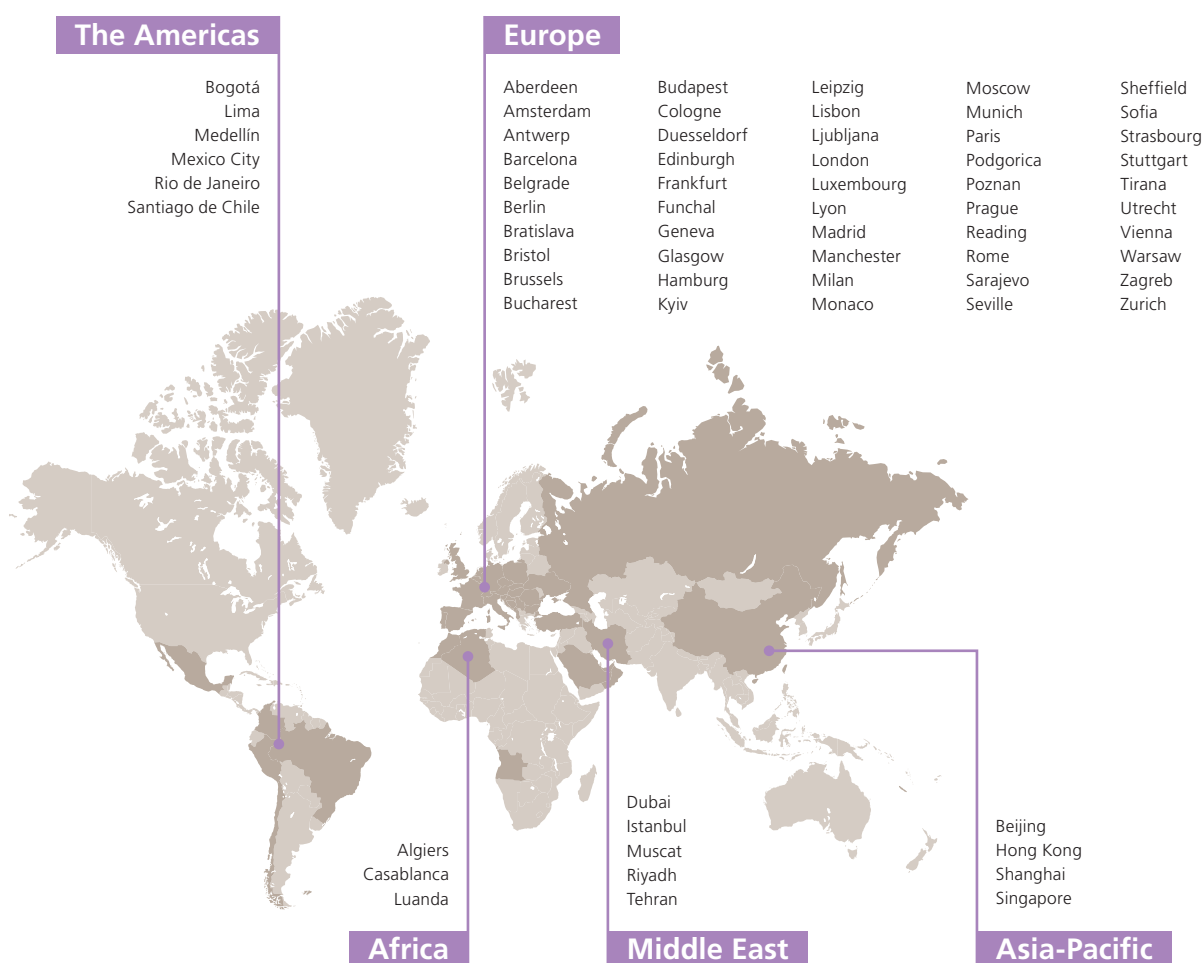 The Americas
Bogotá
Lima
Medellín
Mexico City
Rio de Janeiro
Santiago de Chile
Europe
Aberdeen
Amsterdam
Antwerp
Barcelona
Belgrade
Berlin
Bratislava
Bristol
Brussels
Bucharest
Budapest
Cologne
Duesseldorf
Edinburgh
Frankfurt
Funchal
Geneva
Glasgow
Hamburg
Kyiv
Leipzig
Lisbon
Ljubljana
London
Luxembourg
Lyon
Madrid
Manchester
Milan
Monaco
Moscow
Munich
Paris
Podgorica
Poznan
Prague
Reading
Rome
Sarajevo
Seville
Sheffield
Sofia
Strasbourg
Stuttgart
Tirana
Utrecht
Vienna
Warsaw
Zagreb
Zurich
Algiers
Casablanca
Luanda
Africa
Dubai
Istanbul
Muscat
Riyadh
Tehran
Middle East
Beijing
Hong Kong
Shanghai
Singapore
Asia-Pacific